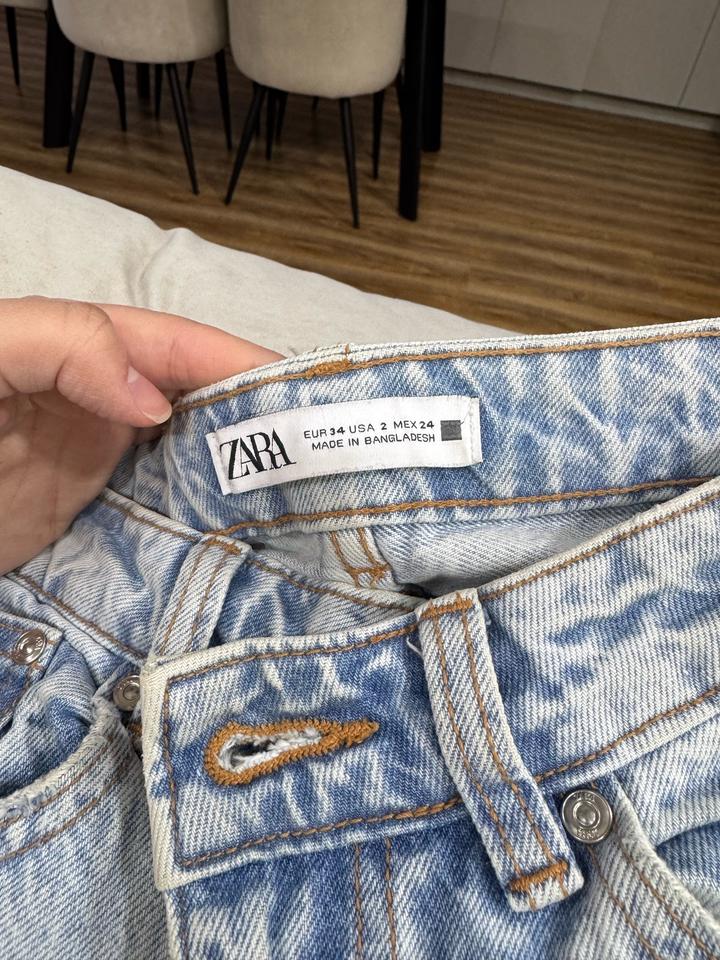 ZARA
EUR 34 USA 2 MEX 24
MADE IN BANGLADESH